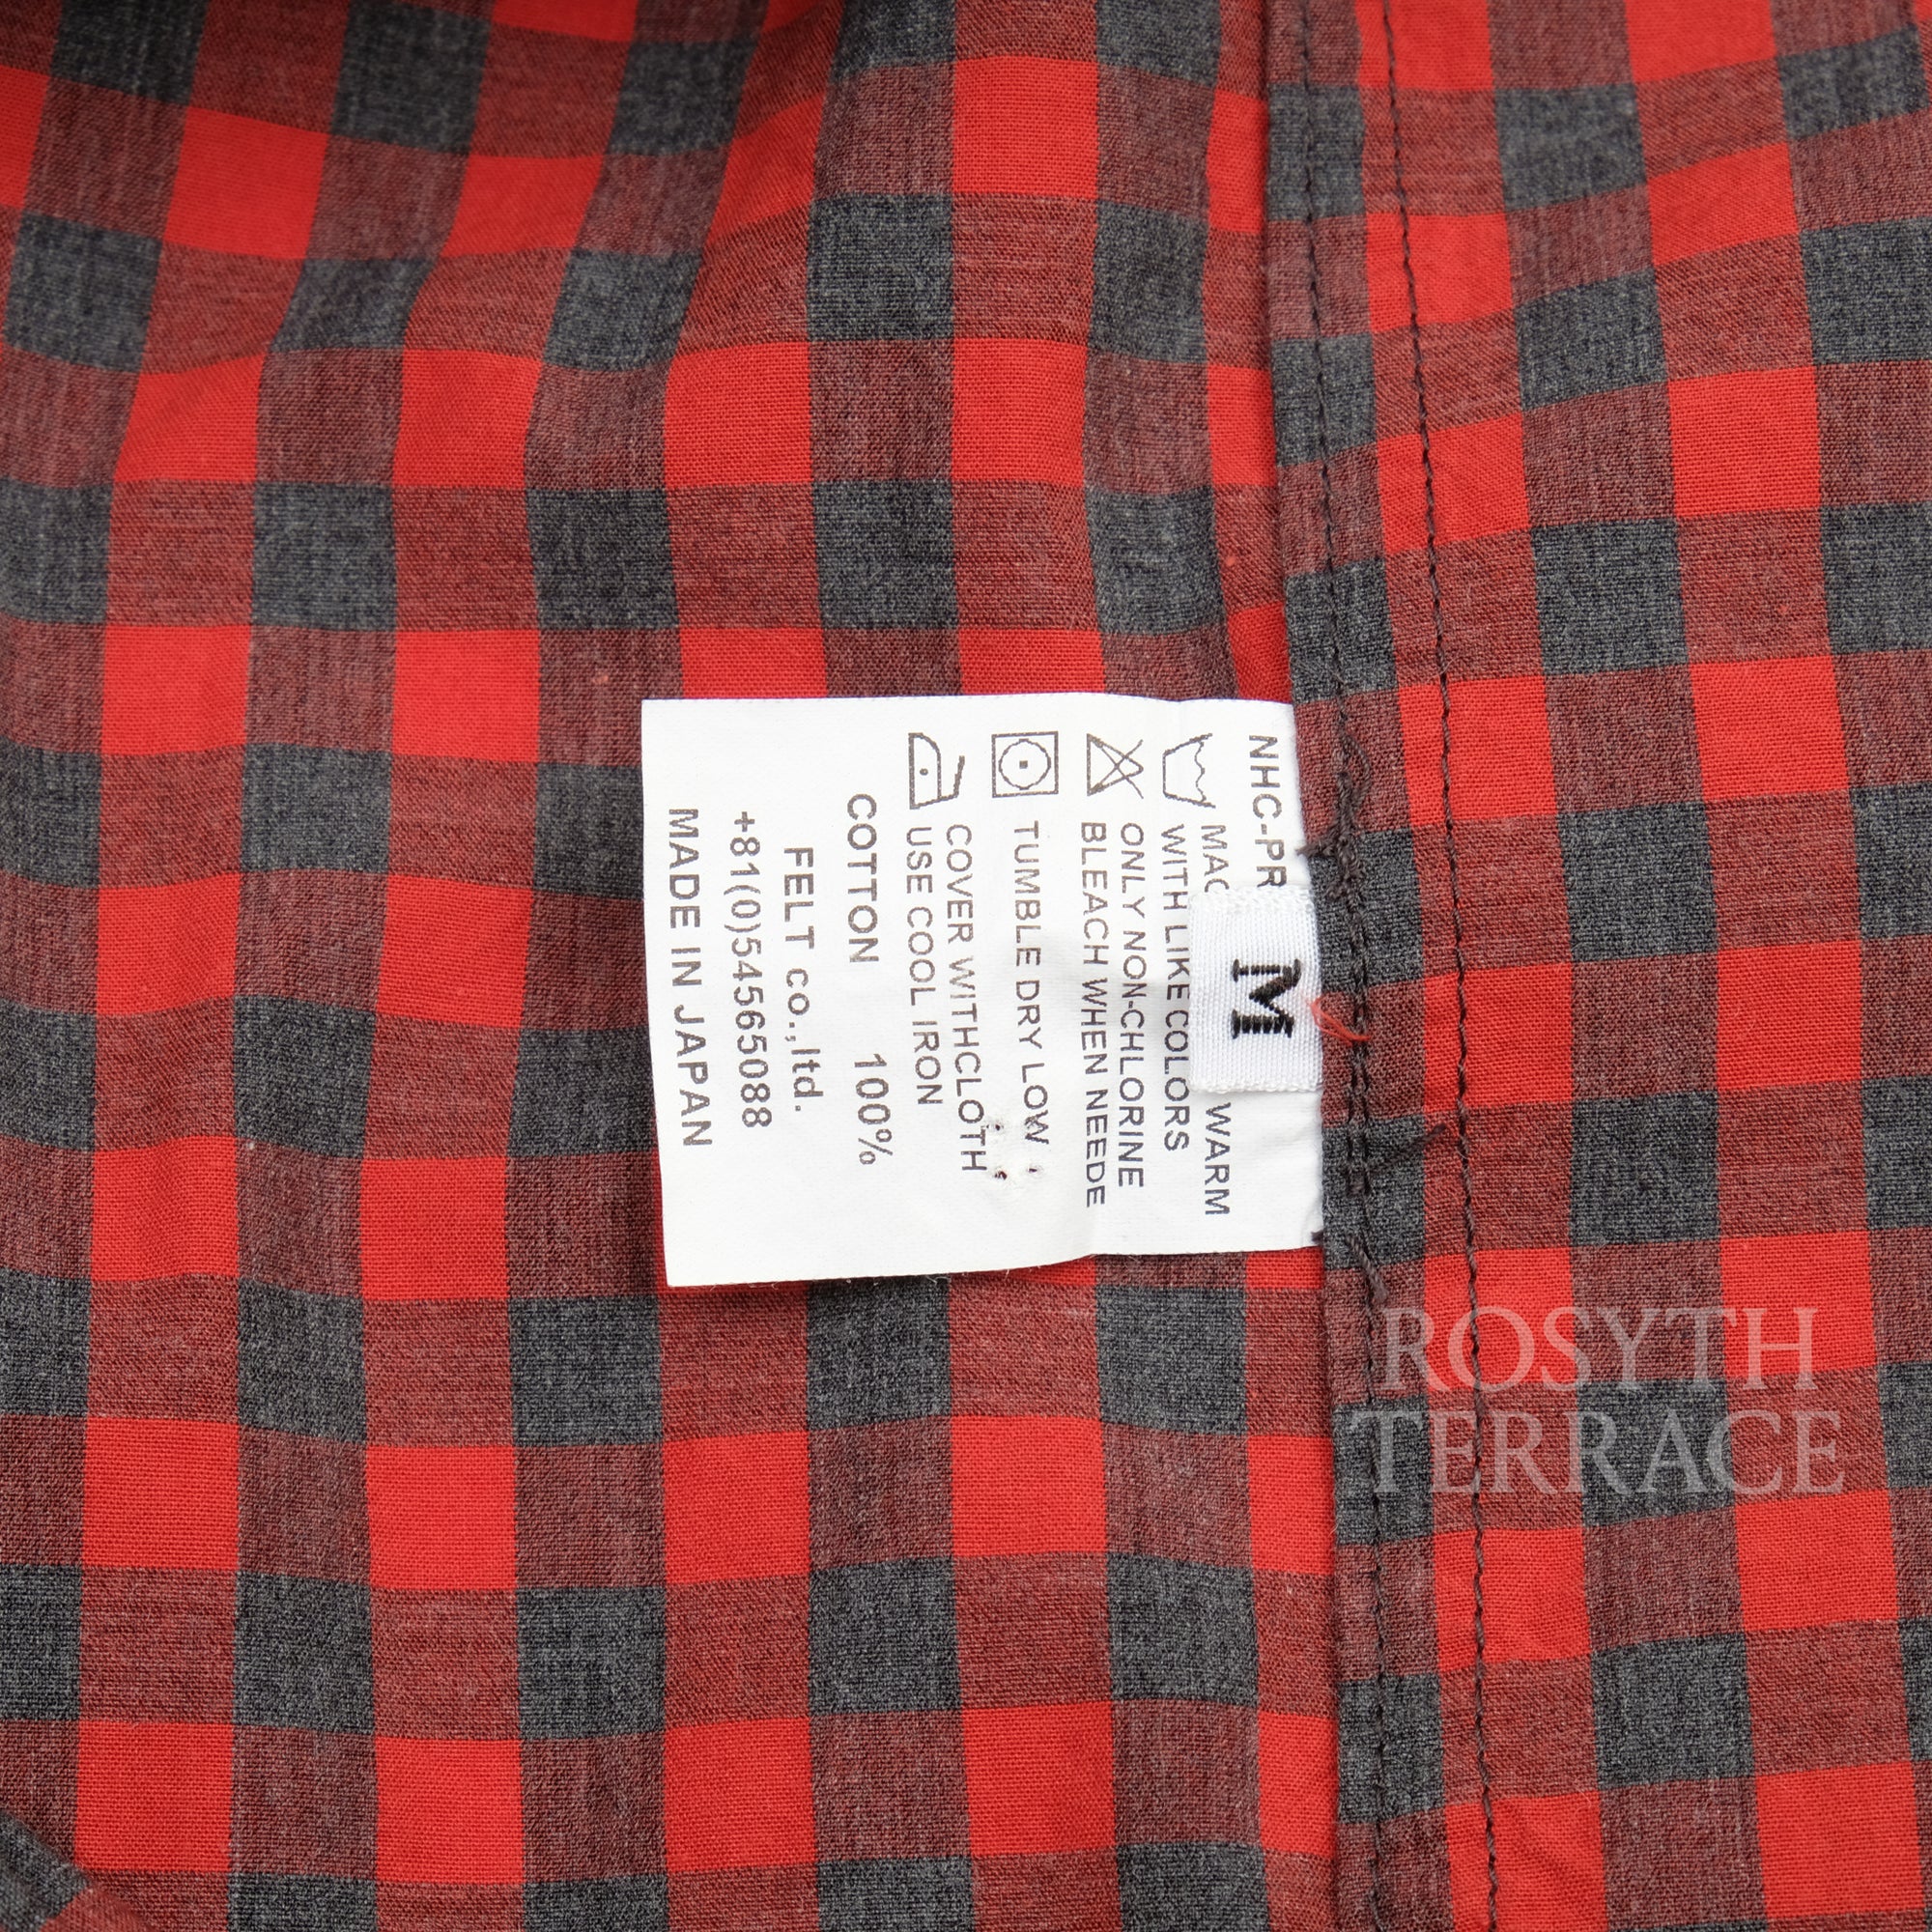 NHC-PR
M
WARM
WITH LIKE COLORS
ONLY NON-CHLORINE
BLEACH WHEN NEEDE
TUMBLE DRY LOW
COVER WITHCLOTH
USE COOL IRON
COTTON 100%
FELT co.,ltd.
+81(0)54565088
MADE IN JAPAN
ROSYTH
TERRACE